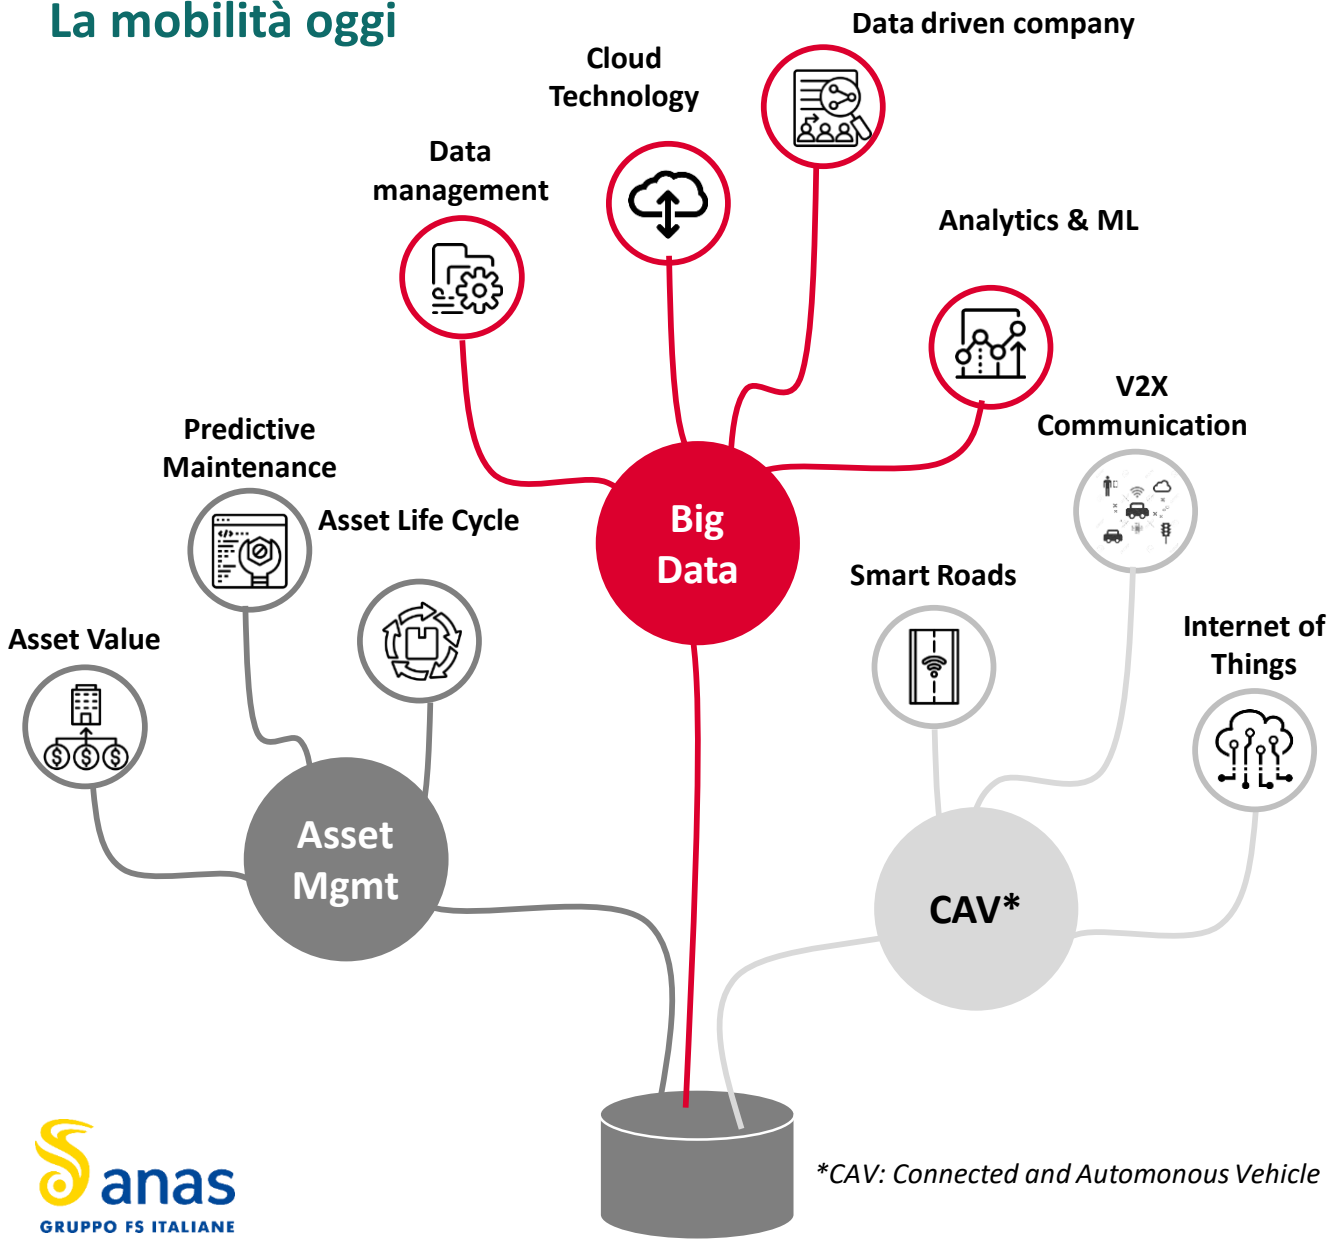 La mobilità oggi
Data driven company
Cloud
Technology
Data
management
Analytics & ML
V2X
Communication
Predictive
Maintenance
Asset Life Cycle
Big
Data
Smart Roads
Internet of
Things
Asset Value
Asset
Mgmt
CAV*
*CAV: Connected and Automonous Vehicle
anas
GRUPPO FS ITALIANE